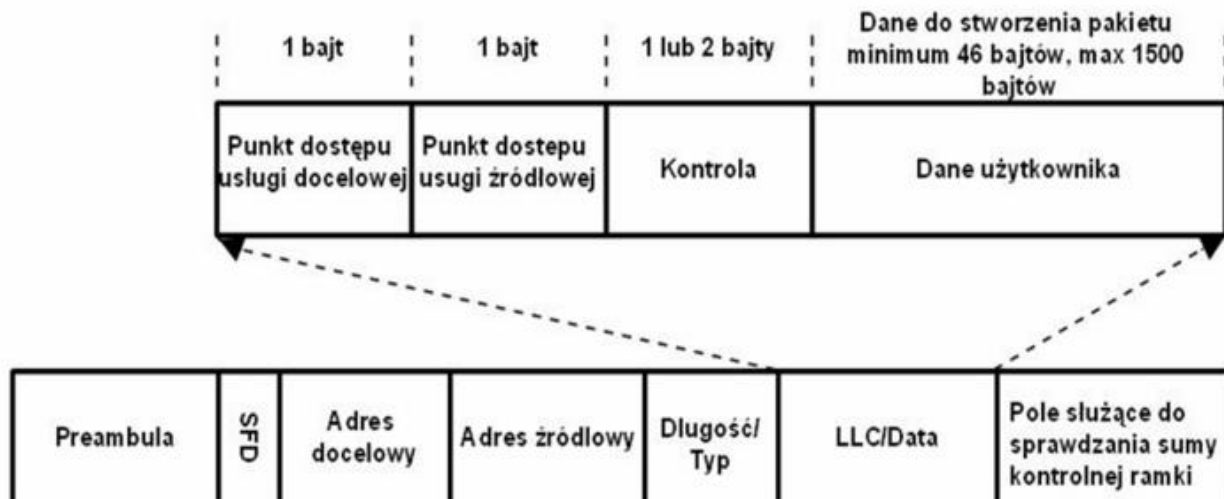 1 bajt
1 bajt
1 lub 2 bajty
Dane do stworzenia pakietu
minimum 46 bajtów, max 1500
bajtów
Punkt dostępu
usługi docelowej
Punkt dostepu
usugi źródłowej
Kontrola
Dane użytkownika
Preambula
SFD
Adres
docelowy
Adres źródłowy
Długość/
Typ
LLC/Data
Pole służące do
sprawdzania sumy
kontrolnej ramki